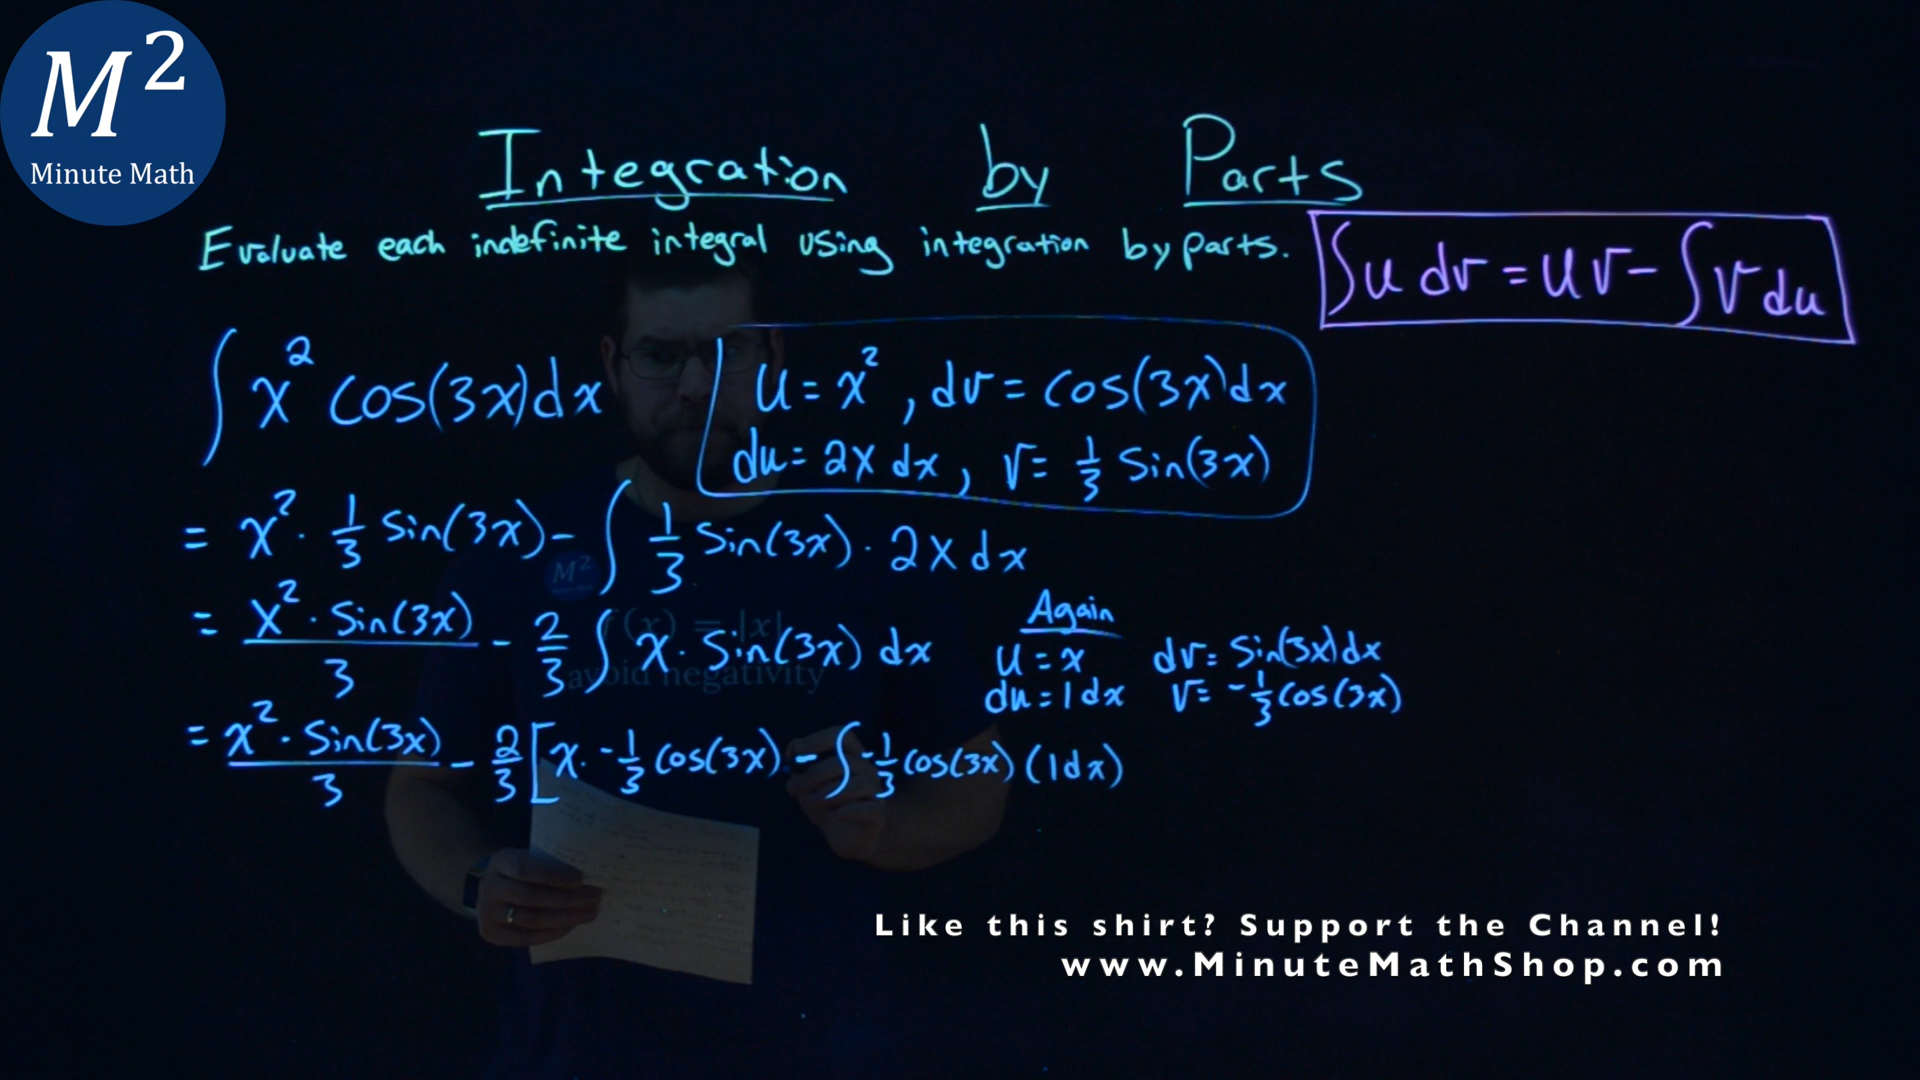 M²
Minute Math
Integration by Parts
Evaluate each indefinite integral using integration by parts.
∫u dv = uv - ∫v du
∫ x² cos(3x)dx
u = x², dv = cos(3x)dx
du = 2x dx, v = 1/3 sin(3x)
= x² · 1/3 sin(3x) - ∫ 1/3 sin(3x) · 2x dx
= x² · sin(3x)/3 - 2/3 ∫ x · sin(3x) dx
Again
u = x dv = sin(3x)dx
du = 1dx v = -1/3 cos(3x)
= x² · sin(3x)/3 - 2/3 [x · -1/3 cos(3x) - ∫ -1/3 cos(3x) (1dx)
M²
f(x) = |x|
avoid negativity
Like this shirt? Support the Channel!
www.MinuteMathShop.com